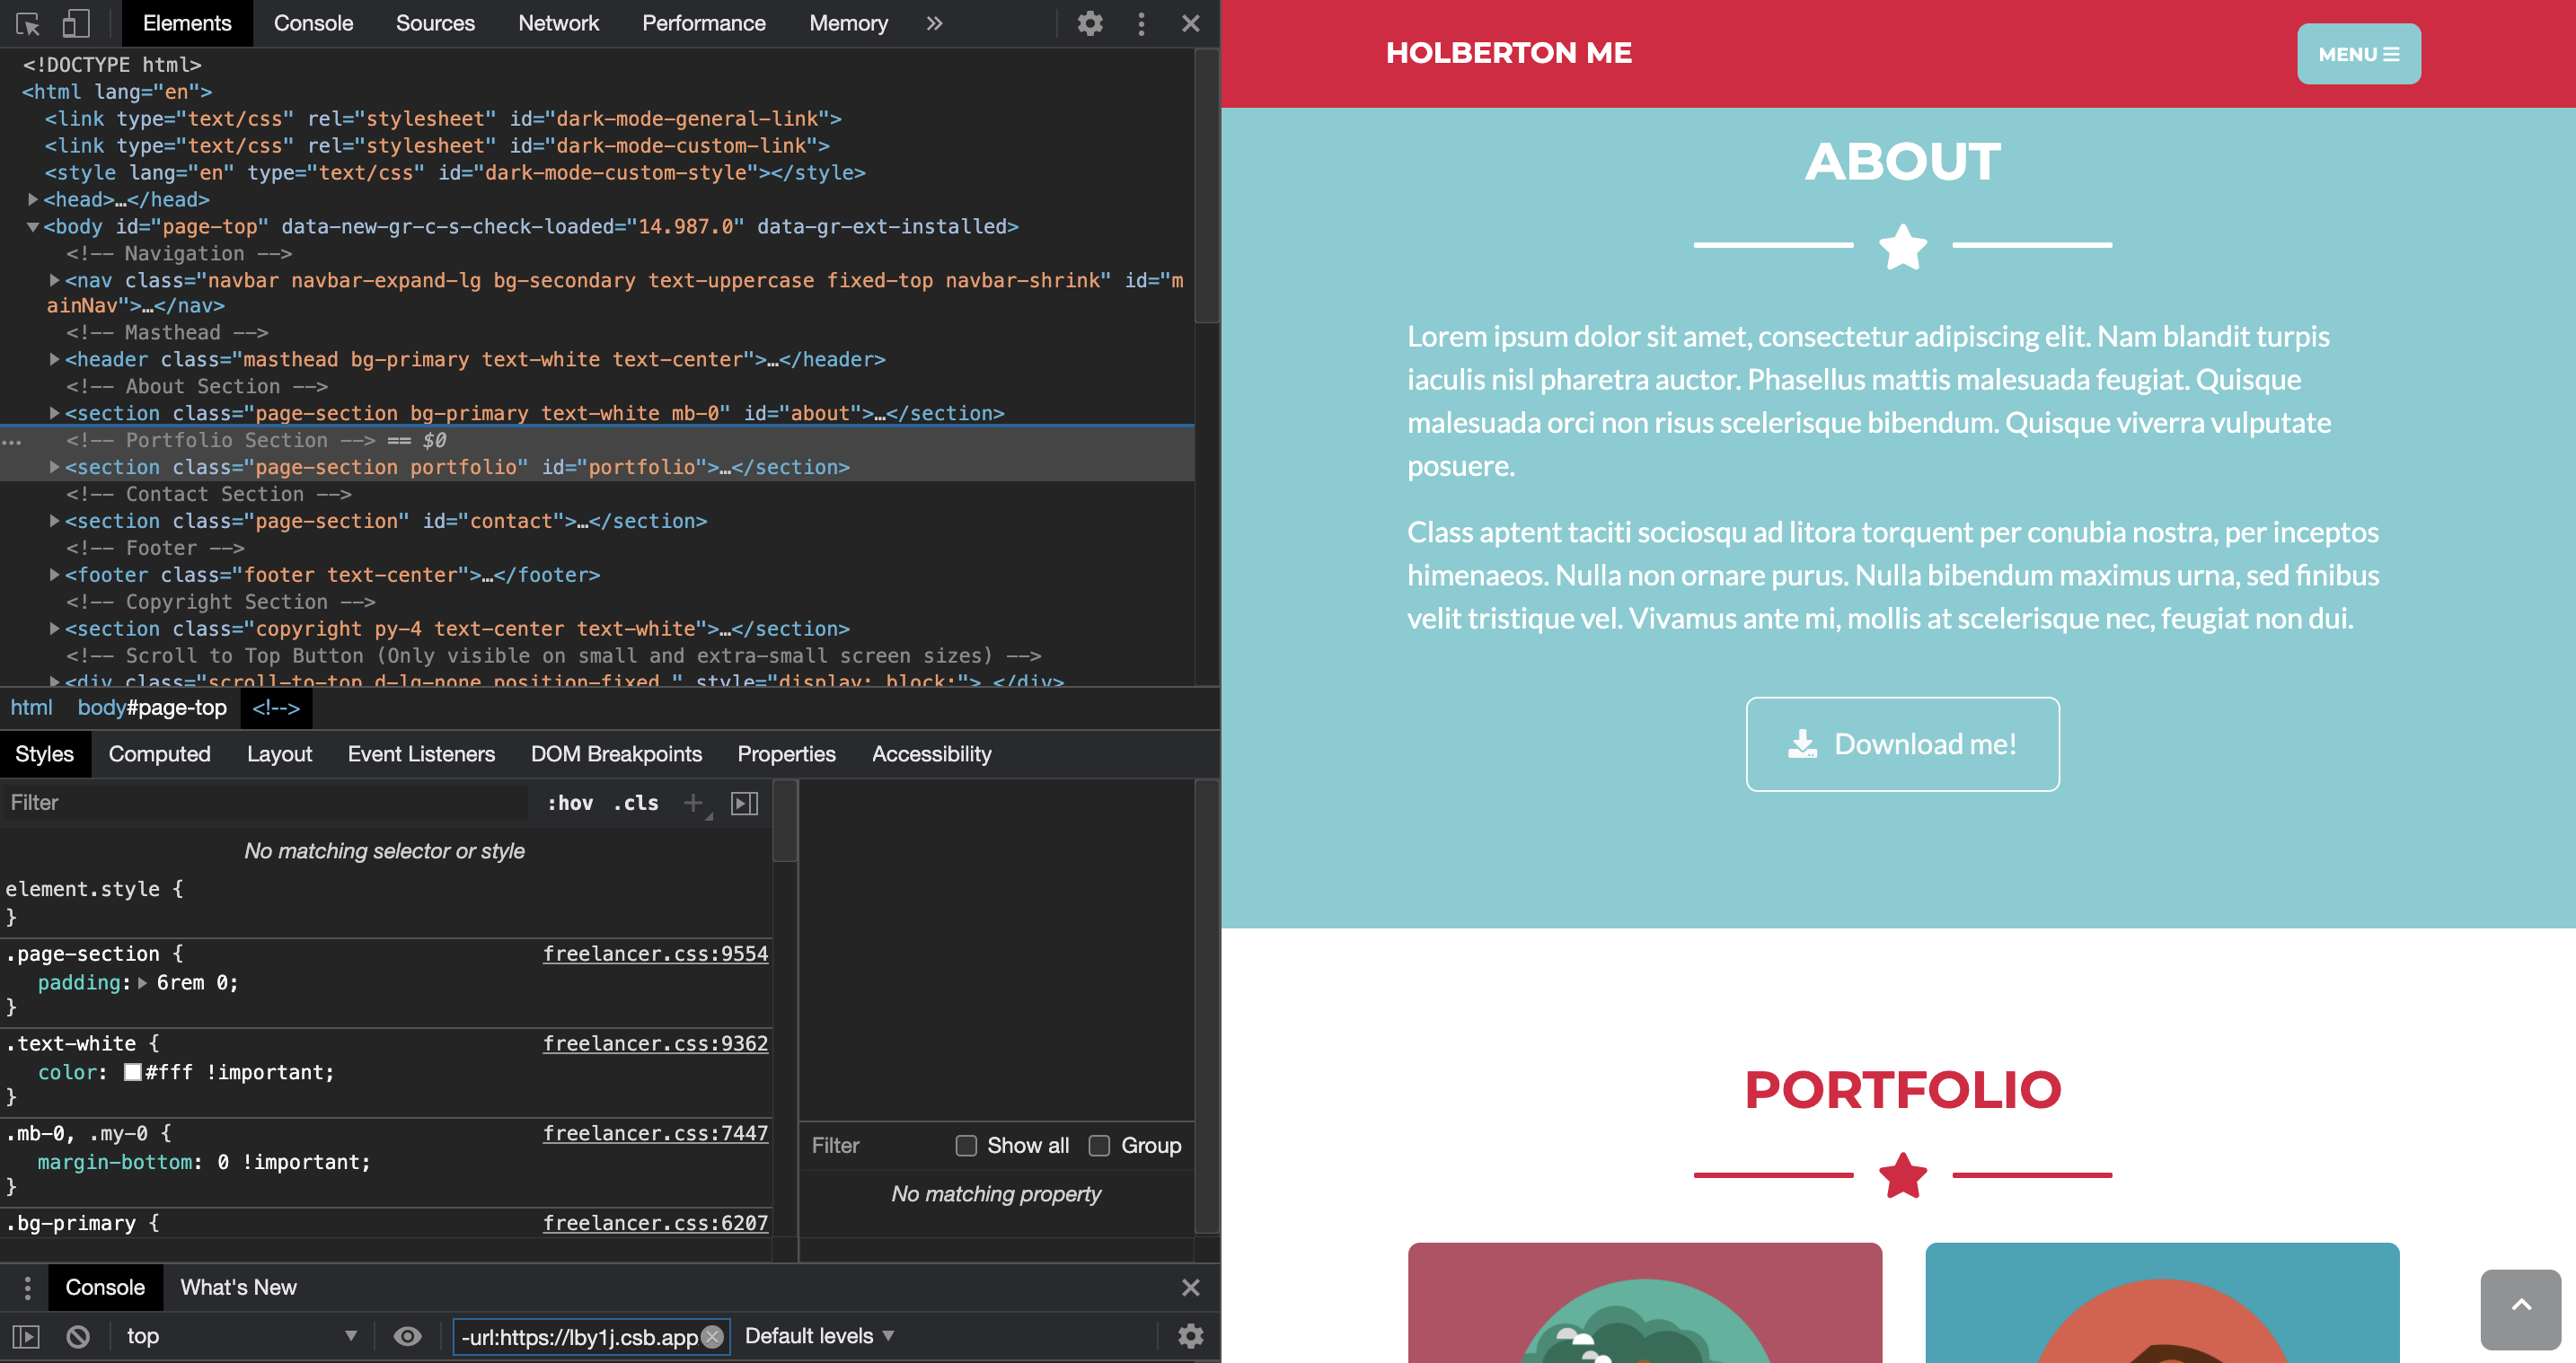 Elements Console Sources Network Performance Memory »
<!DOCTYPE html>
<html lang="en">
<link type="text/css" rel="stylesheet" id="dark-mode-general-link">
<link type="text/css" rel="stylesheet" id="dark-mode-custom-link">
<style lang="en" type="text/css" id="dark-mode-custom-style"></style>
<head>…</head>
<body id="page-top" data-new-gr-c-s-check-loaded="14.987.0" data-gr-ext-installed>
<!-- Navigation -->
<nav class="navbar navbar-expand-lg bg-secondary text-uppercase fixed-top navbar-shrink" id="m
ainNav">…</nav>
<!-- Masthead -->
<header class="masthead bg-primary text-white text-center">…</header>
<!-- About Section -->
<section class="page-section bg-primary text-white mb-0" id="about">…</section>
<!-- Portfolio Section --> == $0
<section class="page-section portfolio" id="portfolio">…</section>
<!-- Contact Section -->
<section class="page-section" id="contact">…</section>
<!-- Footer -->
<footer class="footer text-center">…</footer>
<!-- Copyright Section -->
<section class="copyright py-4 text-center text-white">…</section>
<!-- Scroll to Top Button (Only visible on small and extra-small screen sizes) -->
<div class="scroll-to-top d-lg-none position-fixed " style="display: block;">…</div>
html body#page-top <!-->
Styles Computed Layout Event Listeners DOM Breakpoints Properties Accessibility
Filter :hov .cls +
No matching selector or style
element.style {
}
.page-section { freelancer.css:9554
padding: 6rem 0;
}
.text-white { freelancer.css:9362
color: #fff !important;
}
.mb-0, .my-0 { freelancer.css:7447
margin-bottom: 0 !important;
}
.bg-primary { freelancer.css:6207
Filter Show all Group
No matching property
Console What's New
top -url:https://lby1j.csb.app Default levels
HOLBERTON ME
MENU
ABOUT
Lorem ipsum dolor sit amet, consectetur adipiscing elit. Nam blandit turpis
iaculis nisl pharetra auctor. Phasellus mattis malesuada feugiat. Quisque
malesuada orci non risus scelerisque bibendum. Quisque viverra vulputate
posuere.
Class aptent taciti sociosqu ad litora torquent per conubia nostra, per inceptos
himenaeos. Nulla non ornare purus. Nulla bibendum maximus urna, sed finibus
velit tristique vel. Vivamus ante mi, mollis at scelerisque nec, feugiat non dui.
Download me!
PORTFOLIO